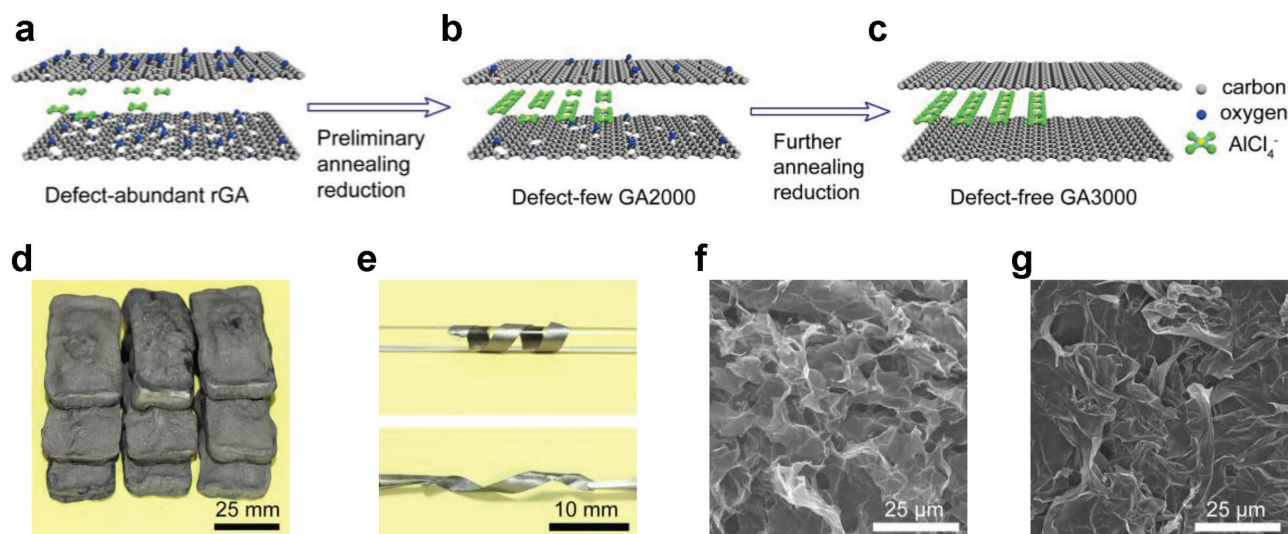 a
b
c
Preliminary
annealing
reduction
Further
annealing
reduction
carbon
oxygen
AlCl₄⁻
Defect-abundant rGA
Defect-few GA2000
Defect-free GA3000
d
e
f
g
25 mm
10 mm
25 µm
25 µm